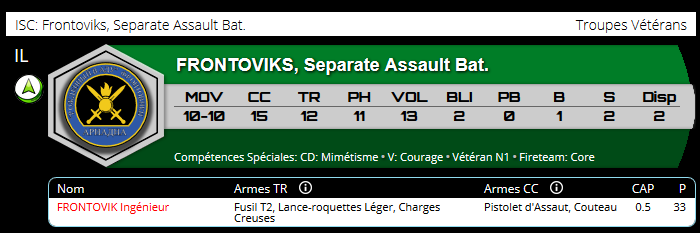 ISC: Frontoviks, Separate Assault Bat. Troupes Vétérans
IL
FRONTOVIKS, Separate Assault Bat.
MOV CC TR PH VOL BLI PB B S Disp
10-10 15 12 11 13 2 0 1 2 2
АРИАДНА
Compétences Spéciales: CD: Mimétisme • V: Courage • Vétéran N1 • Fireteam: Core
Nom Armes TR Armes CC CAP P
FRONTOVIK Ingénieur Fusil T2, Lance-roquettes Léger, Charges Creuses Pistolet d'Assaut, Couteau 0.5 33